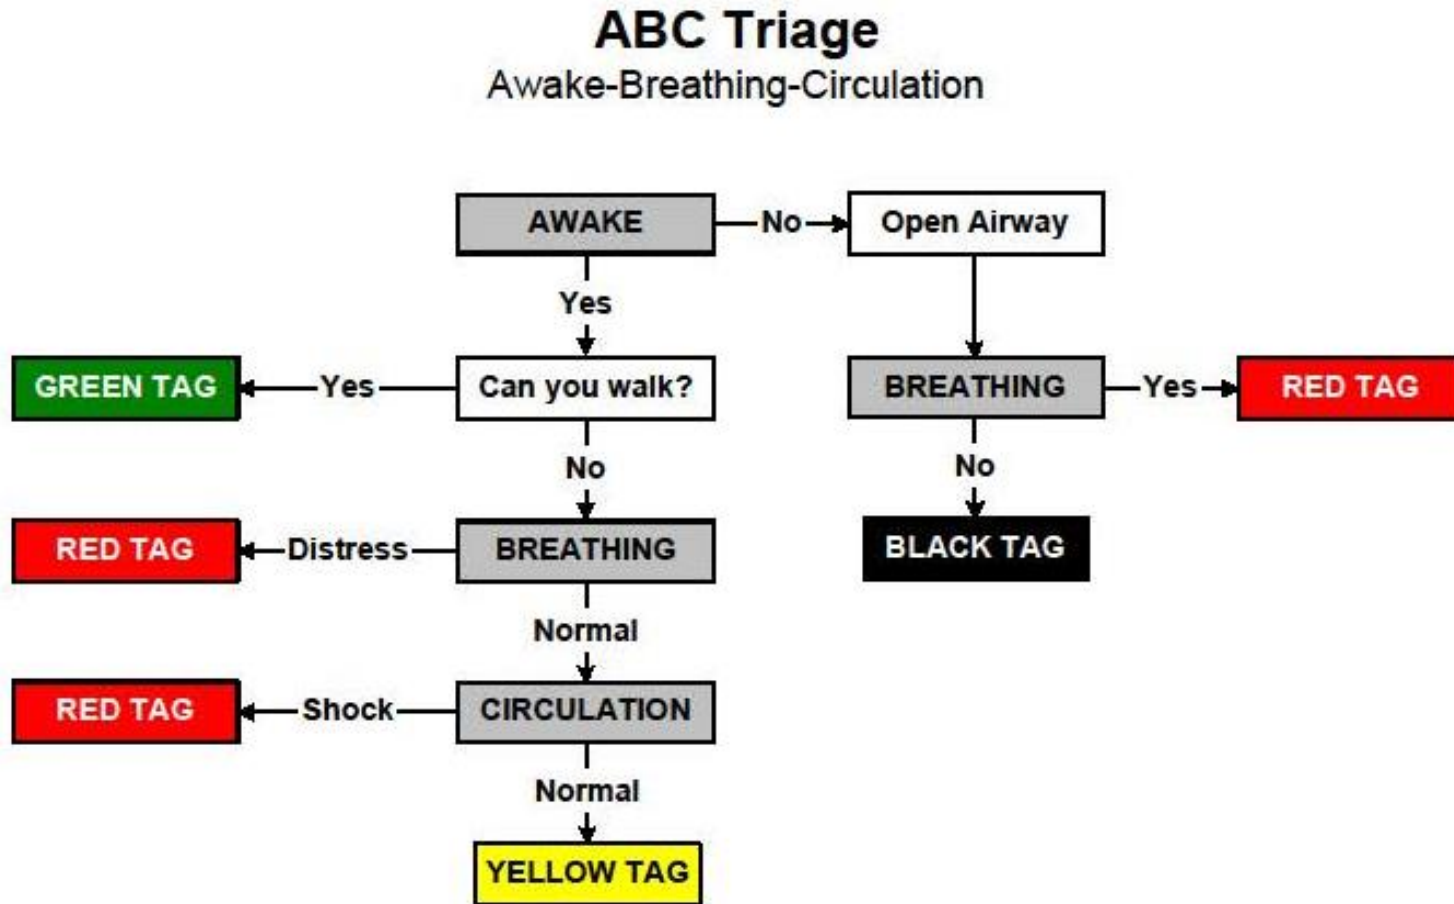 ABC Triage
Awake-Breathing-Circulation
AWAKE
No
Open Airway
Yes
GREEN TAG
Yes
Can you walk?
BREATHING
Yes
RED TAG
No
No
RED TAG
Distress
BREATHING
BLACK TAG
Normal
RED TAG
Shock
CIRCULATION
Normal
YELLOW TAG